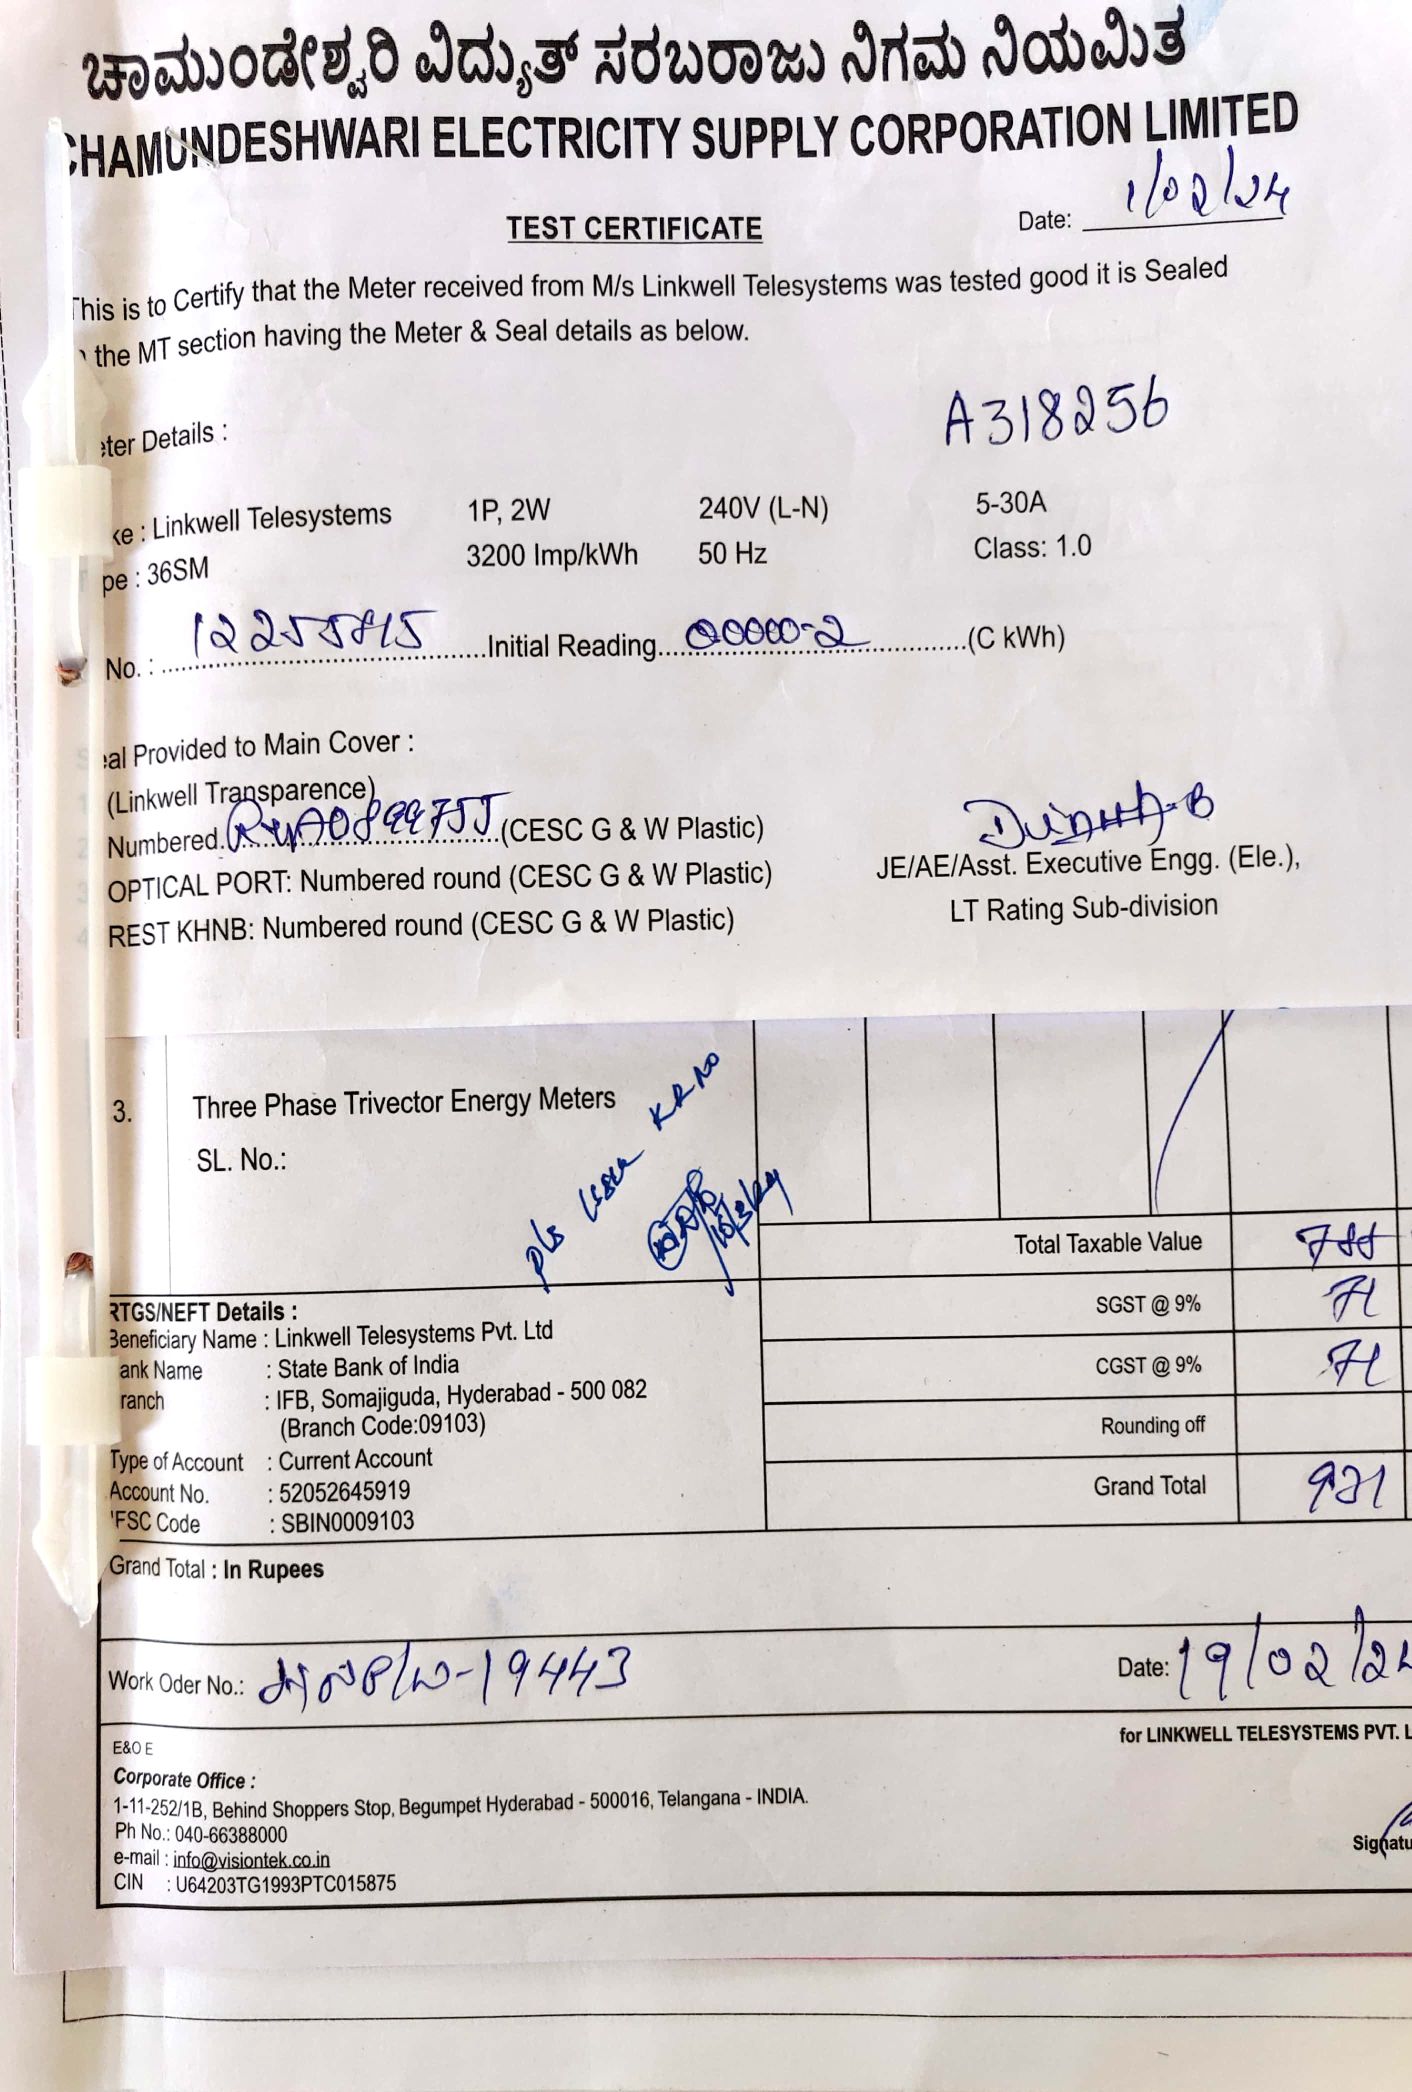 ಚಾಮುಂಡೇಶ್ವರಿ ವಿದ್ಯುತ್ ಸರಬರಾಜು ನಿಗಮ ನಿಯಮಿತ
CHAMUNDESHWARI ELECTRICITY SUPPLY CORPORATION LIMITED
TEST CERTIFICATE
Date: 1/02/24
This is to Certify that the Meter received from M/s Linkwell Telesystems was tested good it is Sealed
the MT section having the Meter & Seal details as below.
eter Details :
A318256
ke : Linkwell Telesystems 1P, 2W 240V (L-N) 5-30A
pe : 36SM 3200 Imp/kWh 50 Hz Class: 1.0
No. : 12255815 Initial Reading 00000-2 (C kWh)
eal Provided to Main Cover :
(Linkwell Transparence)
Numbered (CESC G & W Plastic)
OPTICAL PORT: Numbered round (CESC G & W Plastic)
REST KHNB: Numbered round (CESC G & W Plastic)
JE/AE/Asst. Executive Engg. (Ele.),
LT Rating Sub-division
3. Three Phase Trivector Energy Meters
SL. No.:
Total Taxable Value
SGST @ 9% 71
CGST @ 9% 71
Rounding off
Grand Total 931
RTGS/NEFT Details :
Beneficiary Name : Linkwell Telesystems Pvt. Ltd
ank Name : State Bank of India
ranch : IFB, Somajiguda, Hyderabad - 500 082
(Branch Code:09103)
Type of Account : Current Account
Account No. : 52052645919
IFSC Code : SBIN0009103
Grand Total : In Rupees
Work Oder No.: 19443
Date: 19/02/24
for LINKWELL TELESYSTEMS PVT. L
E&O E
Corporate Office :
1-11-252/1B, Behind Shoppers Stop, Begumpet Hyderabad - 500016, Telangana - INDIA.
Ph No.: 040-66388000
e-mail : info@visiontek.co.in
CIN : U64203TG1993PTC015875
Signatu